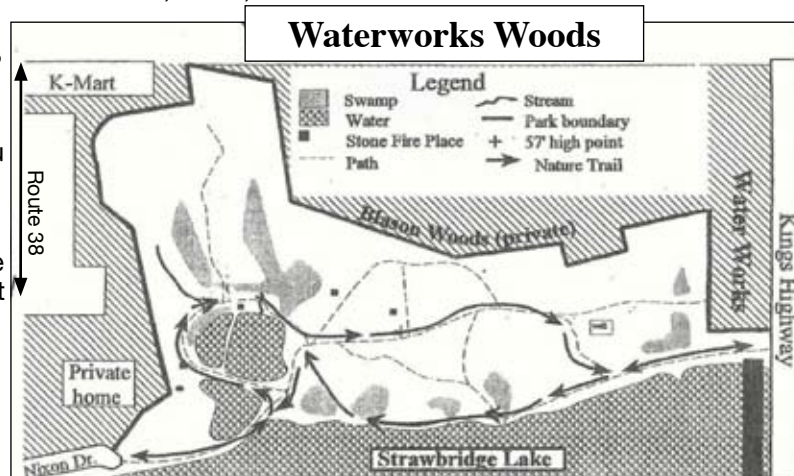 Waterworks Woods
K-Mart
Legend
Swamp
Water
Stone Fire Place
Path
Stream
Park boundary
57' high point
Nature Trail
Route 38
Blason Woods (private)
Water Works
Kings Highway
Private
home
Nixon Dr.
Strawbridge Lake